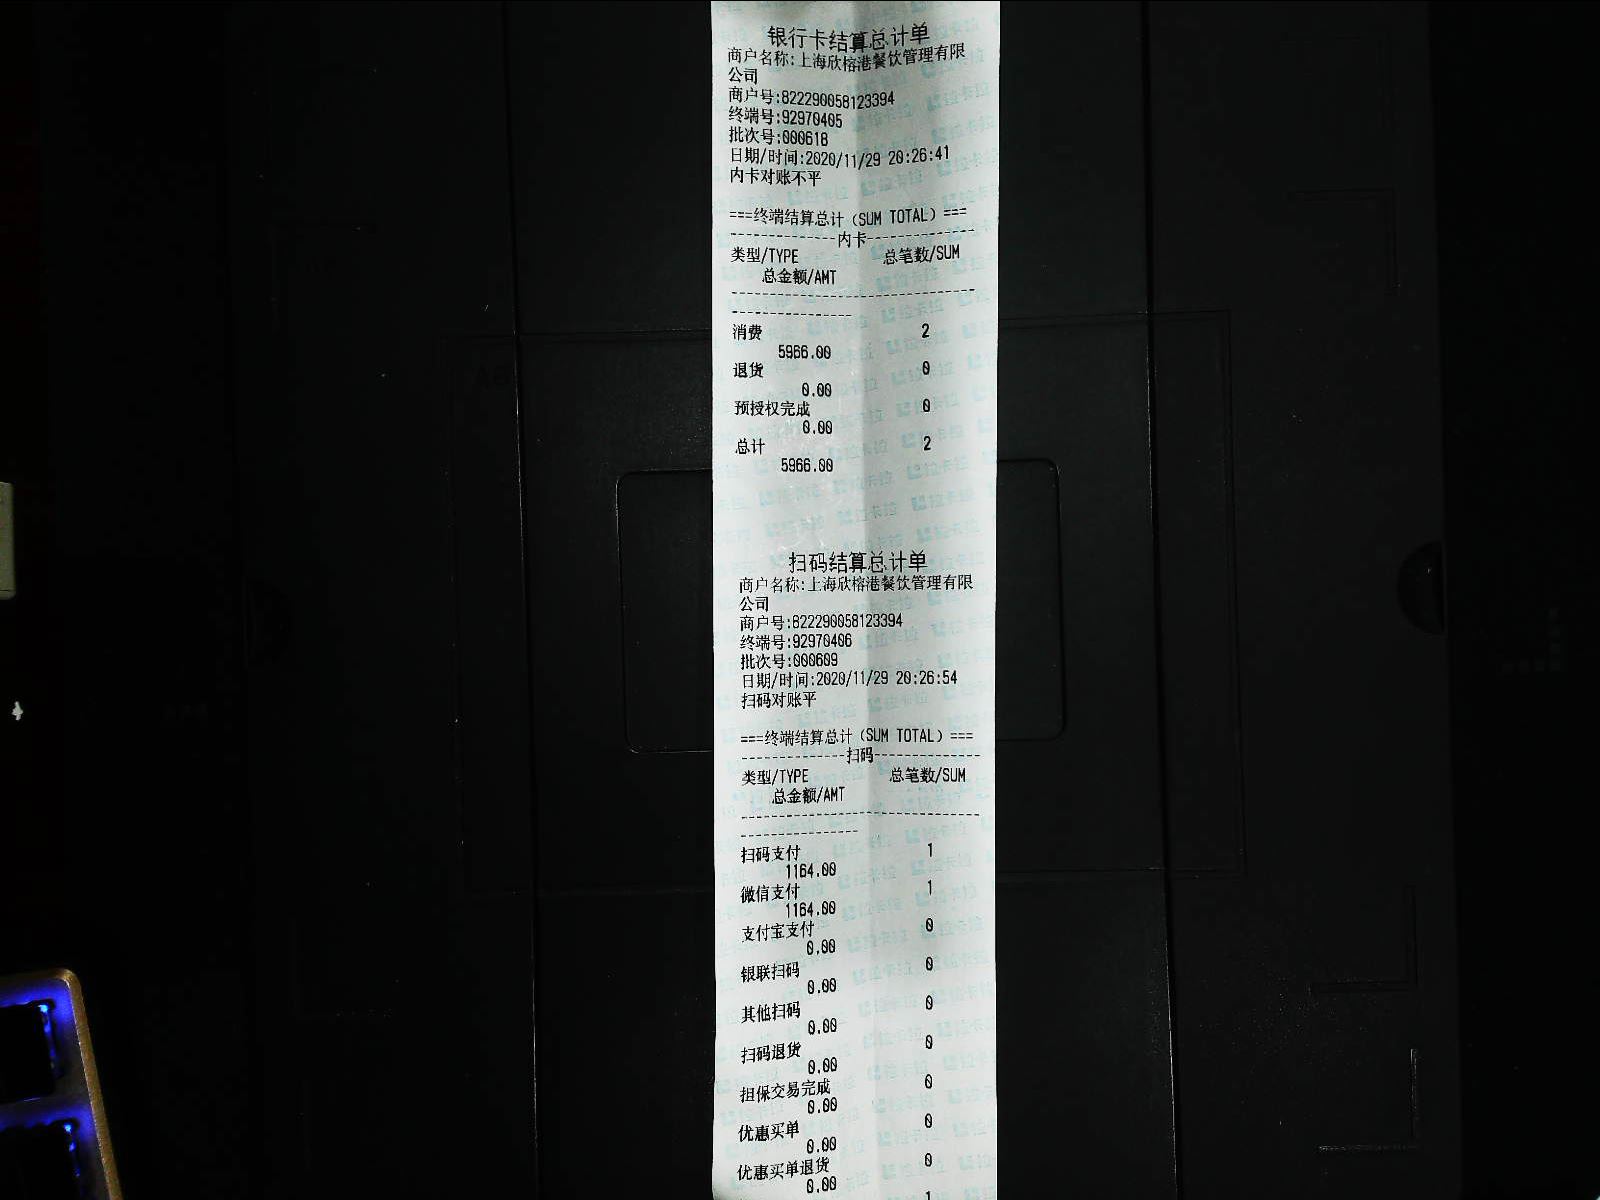 银行卡结算总计单
商户名称:上海欣榕港餐饮管理有限
公司
商户号:822290058123394
终端号:92970405
批次号:000618
日期/时间:2020/11/29 20:26:41
内卡对账不平
===终端结算总计(SUM TOTAL)===
---------------内卡---------------
类型/TYPE 总笔数/SUM
总金额/AMT
消费 2
5966.00
退货 0
0.00
预授权完成 0
0.00
总计 2
5966.00
扫码结算总计单
商户名称:上海欣榕港餐饮管理有限
公司
商户号:822290058123394
终端号:92970406
批次号:000609
日期/时间:2020/11/29 20:26:54
扫码对账平
===终端结算总计(SUM TOTAL)===
---------------扫码---------------
类型/TYPE 总笔数/SUM
总金额/AMT
扫码支付 1
1164.00
微信支付 1
1164.00
支付宝支付 0
0.00
银联扫码 0
0.00
其他扫码 0
0.00
扫码退货 0
0.00
担保交易完成 0
0.00
优惠买单 0
0.00
优惠买单退货 0
0.00